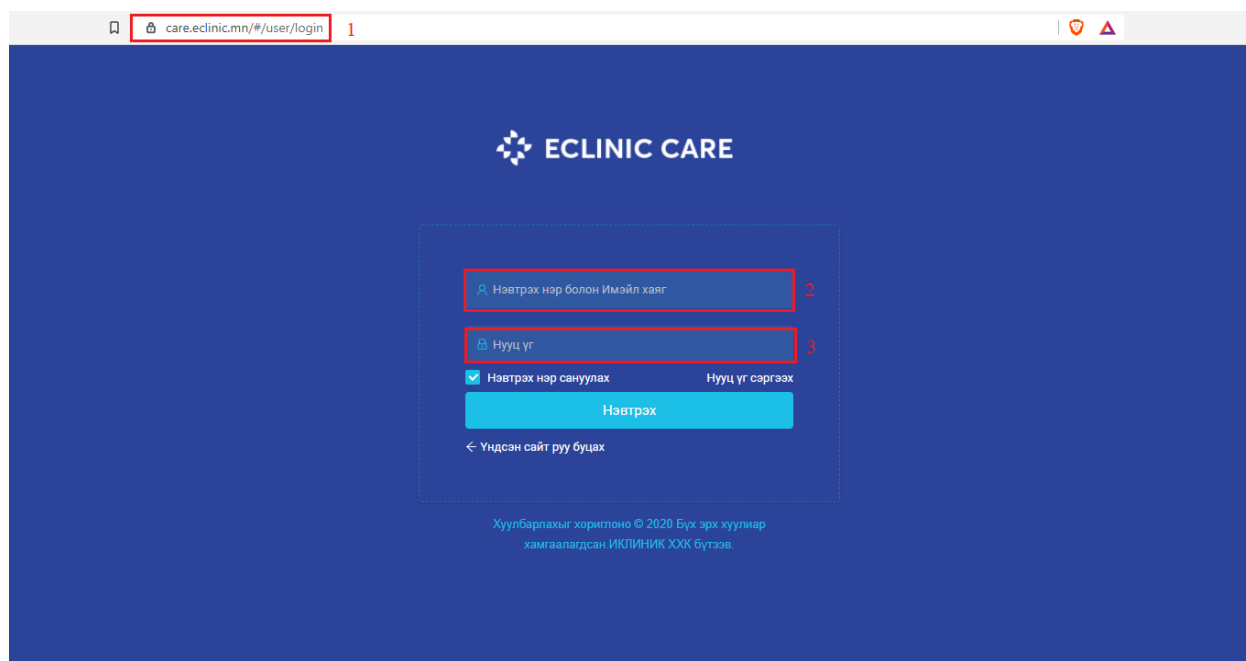 care.eclinic.mn/#/user/login 1
ECLINIC CARE
Нэвтрэх нэр болон Имэйл хаяг 2
Нууц үг 3
Нэвтрэх нэр сануулах Нууц үг сэргээх
Нэвтрэх
← Үндсэн сайт руу буцах
Хуулбарлахыг хориглоно © 2020 Бүх эрх хуулиар
хамгаалагдсан.ИКЛИНИК ХХК бүтээв.